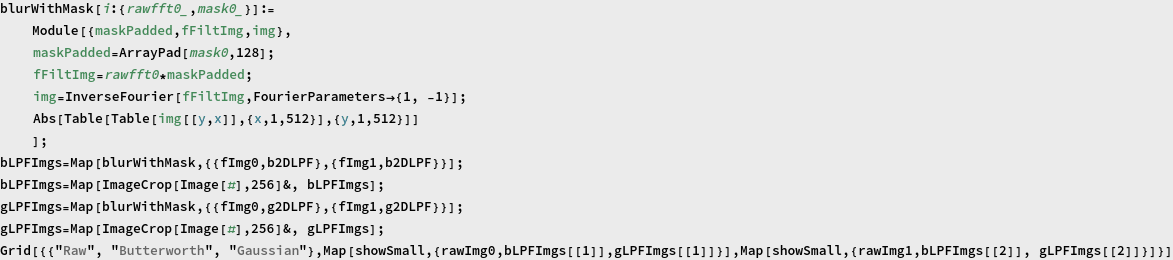 blurWithMask[i:{rawfft0_,mask0_}]:=
Module[{maskPadded,fFiltImg,img},
maskPadded=ArrayPad[mask0,128];
fFiltImg=rawfft0*maskPadded;
img=InverseFourier[fFiltImg,FourierParameters→{1, -1}];
Abs[Table[Table[img[[y,x]],{x,1,512}],{y,1,512}]]
];
bLPFImgs=Map[blurWithMask,{{fImg0,b2DLPF},{fImg1,b2DLPF}}];
bLPFImgs=Map[ImageCrop[Image[#],256]&, bLPFImgs];
gLPFImgs=Map[blurWithMask,{{fImg0,g2DLPF},{fImg1,g2DLPF}}];
gLPFImgs=Map[ImageCrop[Image[#],256]&, gLPFImgs];
Grid[{{"Raw", "Butterworth", "Gaussian"},Map[showSmall,{rawImg0,bLPFImgs[[1]],gLPFImgs[[1]]}],Map[showSmall,{rawImg1,bLPFImgs[[2]], gLPFImgs[[2]]}]}]